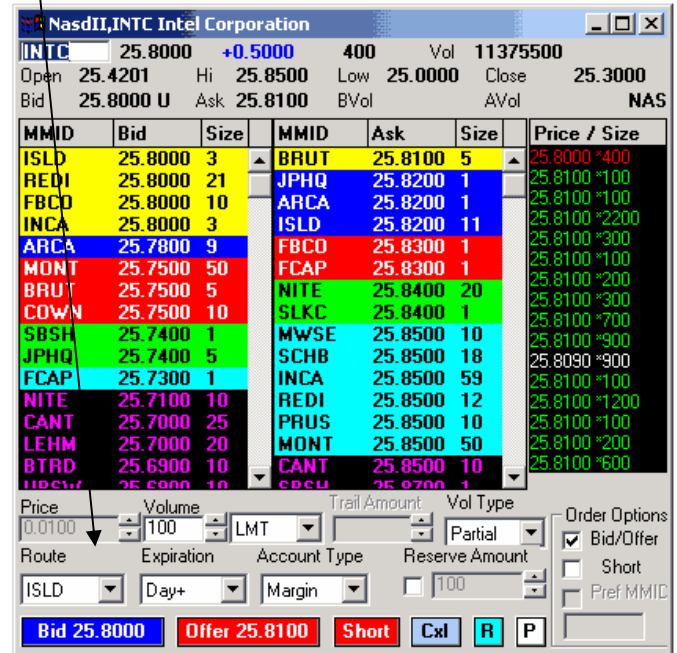 NasdII,INTC Intel Corporation
INTC 25.8000 +0.5000 400 Vol 11375500
Open 25.4201 Hi 25.8500 Low 25.0000 Close 25.3000
Bid 25.8000 U Ask 25.8100 BVol AVol NAS
MMID Bid Size MMID Ask Size Price / Size
ISLD 25.8000 3 BRUT 25.8100 5 25.8000 *400
REDI 25.8000 21 JPHQ 25.8200 1 25.8100 *100
FBCO 25.8000 10 ARCA 25.8200 1 25.8100 *100
INCA 25.8000 3 ISLD 25.8200 11 25.8100 *2200
ARCA 25.7800 9 FBCO 25.8300 1 25.8100 *300
MONT 25.7500 50 FCAP 25.8300 1 25.8100 *100
BRUT 25.7500 5 NITE 25.8400 20 25.8100 *200
COWN 25.7500 10 SLKC 25.8400 1 25.8100 *300
SBSH 25.7400 1 MWSE 25.8500 10 25.8100 *700
JPHQ 25.7400 5 SCHB 25.8500 18 25.8100 *900
FCAP 25.7300 1 INCA 25.8500 59 25.8090 *900
NITE 25.7100 10 REDI 25.8500 12 25.8100 *100
CANT 25.7000 25 PRUS 25.8500 10 25.8100 *1200
LEHM 25.7000 20 MONT 25.8500 50 25.8100 *100
BTRD 25.6900 10 CANT 25.8500 10 25.8100 *200
25.6900 10 SBSH 25.8700 1 25.8100 *600
Price Volume Trail Amount Vol Type Order Options
0.0100 100 LMT Partial Bid/Offer
Route Expiration Account Type Reserve Amount Short
ISLD Day+ Margin 100 Pref MMID
Bid 25.8000 Offer 25.8100 Short Cxl R P